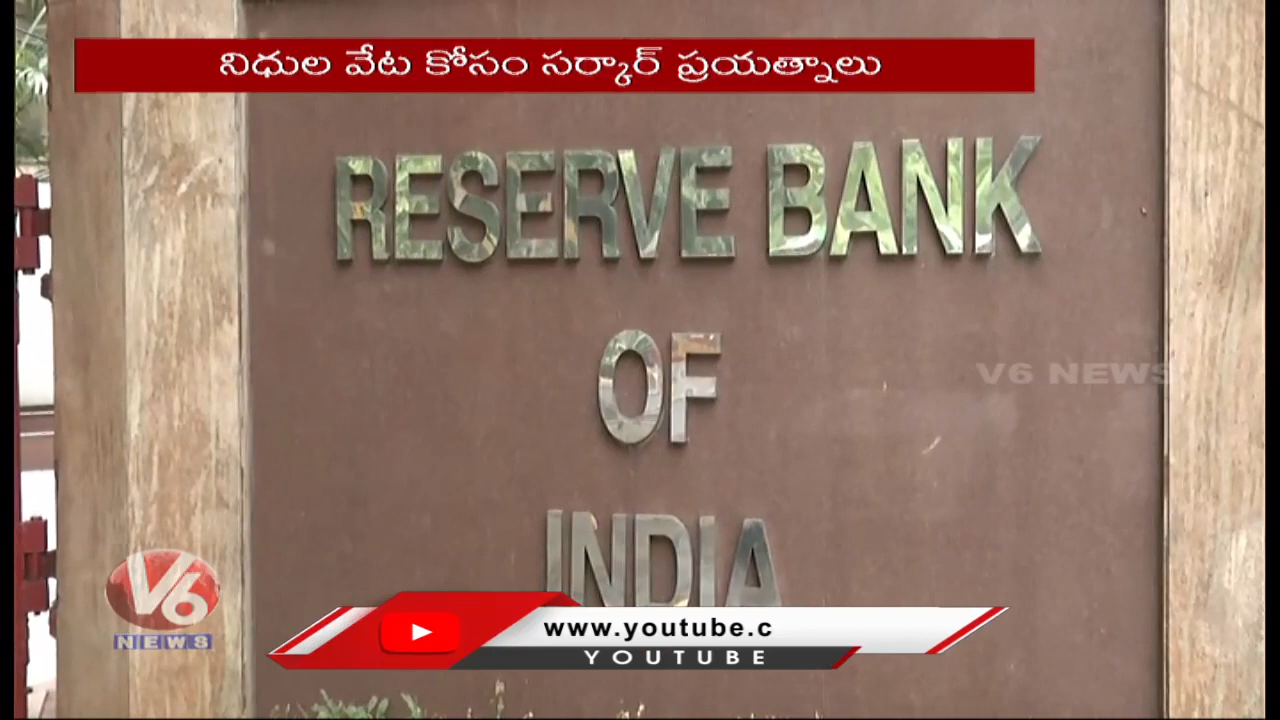 నిధుల వేట కోసం సర్కార్ ప్రయత్నాలు
RESERVE BANK
OF
INDIA
V6 NEWS
V6
NEWS
www.youtube.c
YOUTUBE